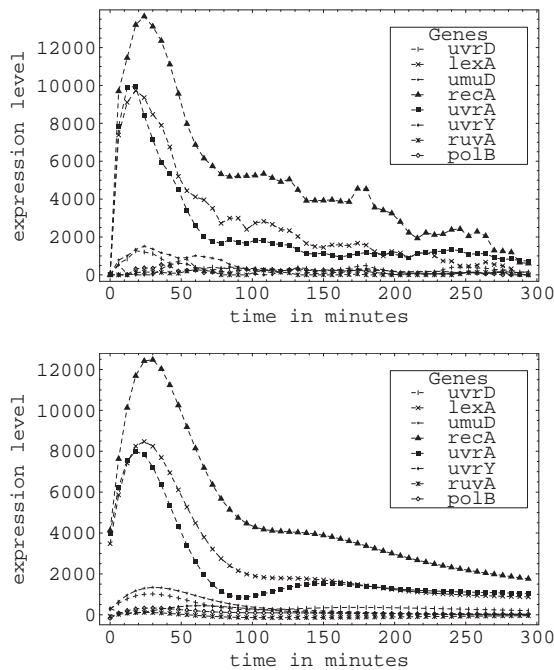 Genes
uvrD
lexA
umuD
recA
uvrA
uvrY
ruvA
polB
12000
10000
8000
6000
4000
2000
0
expression level
0 50 100 150 200 250 300
time in minutes
Genes
uvrD
lexA
umuD
recA
uvrA
uvrY
ruvA
polB
12000
10000
8000
6000
4000
2000
0
expression level
0 50 100 150 200 250 300
time in minutes